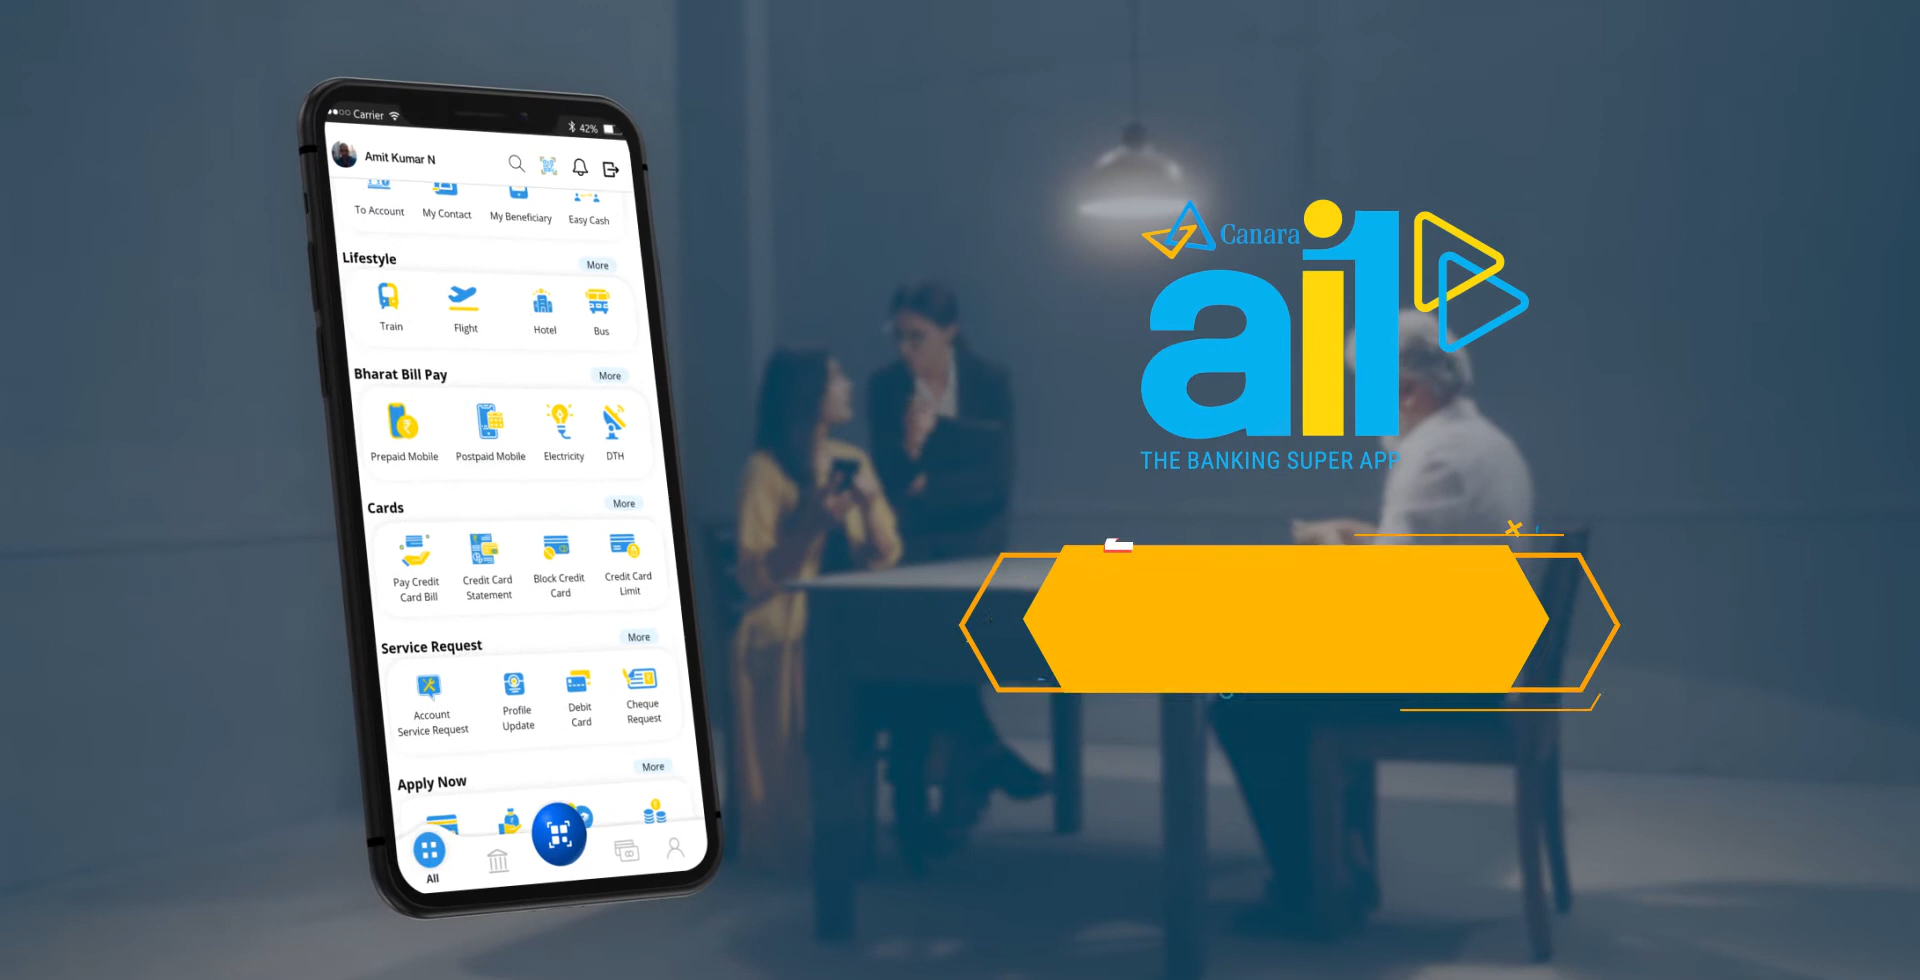 Carrier
42%
Amit Kumar N
To Account
My Contact
My Beneficiary
Easy Cash
Lifestyle
More
Train
Flight
Hotel
Bus
Bharat Bill Pay
More
Prepaid Mobile
Postpaid Mobile
Electricity
DTH
Cards
More
Pay Credit
Card Bill
Credit Card
Statement
Block Credit
Card
Credit Card
Limit
Service Request
More
Account
Service Request
Profile
Update
Debit
Card
Cheque
Request
Apply Now
More
All
Canara
ai1
THE BANKING SUPER APP